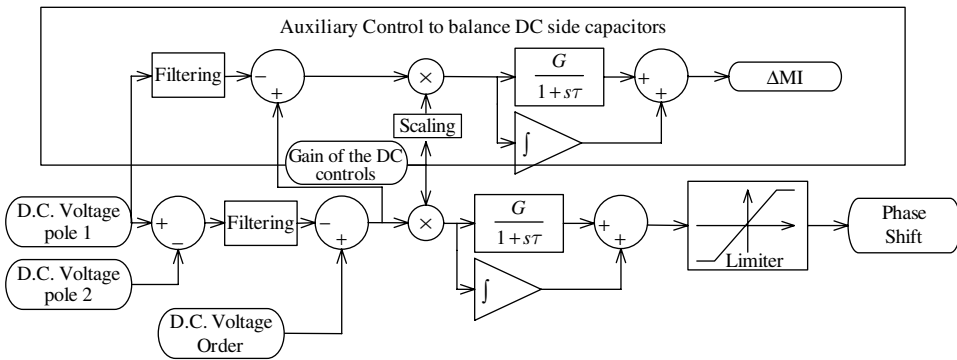 Auxiliary Control to balance DC side capacitors
Filtering
−
+
×
G
1+sτ
+
+
ΔMI
Scaling
∫
Gain of the DC
controls
D.C. Voltage
pole 1
+
−
Filtering
−
+
×
G
1+sτ
+
+
Limiter
Phase
Shift
D.C. Voltage
pole 2
∫
D.C. Voltage
Order